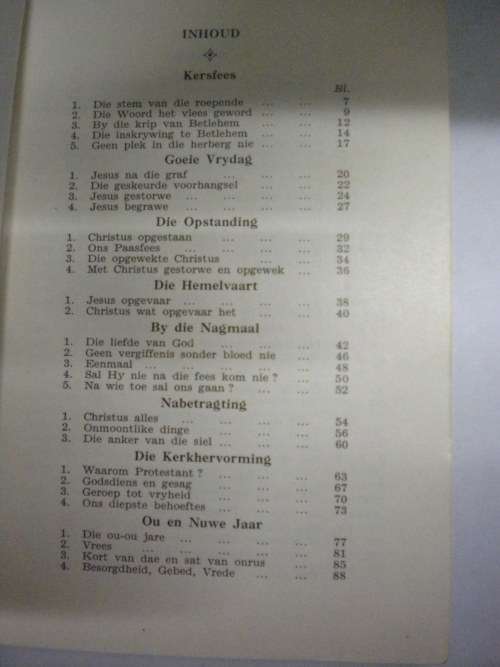 INHOUD
Kersfees
Bl.
1. Die stem van die roepende ... ... 7
2. Die Woord het vlees geword ... ... 9
3. By die krip van Betlehem ... ... 12
4. Die inskrywing te Betlehem ... ... 14
5. Geen plek in die herberg nie ... ... 17
Goeie Vrydag
1. Jesus na die graf ... ... ... 20
2. Die geskeurde voorhangsel ... ... 22
3. Jesus gestorwe ... ... ... ... 24
4. Jesus begrawe ... ... ... ... 27
Die Opstanding
1. Christus opgestaan ... ... ... 29
2. Ons Paasfees ... ... ... ... 32
3. Die opgewekte Christus ... ... 34
4. Met Christus gestorwe en opgewek ... 36
Die Hemelvaart
1. Jesus opgevaar ... ... ... ... 38
2. Christus wat opgevaar het ... ... 40
By die Nagmaal
1. Die liefde van God ... ... ... 42
2. Geen vergiffenis sonder bloed nie ... 46
3. Eenmaal ... ... ... ... ... 48
4. Sal Hy nie na die fees kom nie ? ... 50
5. Na wie toe sal ons gaan ? ... ... 52
Nabetragting
1. Christus alles ... ... ... ... 54
2. Onmoontlike dinge ... ... ... 56
3. Die anker van die siel ... ... ... 60
Die Kerkhervorming
1. Waarom Protestant ? ... ... ... 63
2. Godsdiens en gesag ... ... ... 67
3. Geroep tot vryheid ... ... ... 70
4. Ons diepste behoeftes ... ... ... 73
Ou en Nuwe Jaar
1. Die ou-ou jare ... ... ... ... 77
2. Vrees ... ... ... ... ... 81
3. Kort van dae en sat van onrus ... 85
4. Besorgdheid, Gebed, Vrede ... ... 88